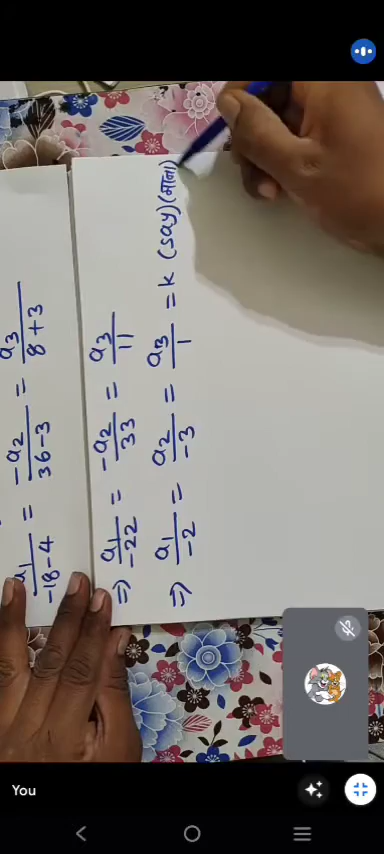 a₁/-18-4 = -a₂/36-3 = a₃/8+3
⇒ a₁/-22 = -a₂/33 = a₃/11
⇒ a₁/-2 = a₂/-3 = a₃/1 = k (say) (माना)
You